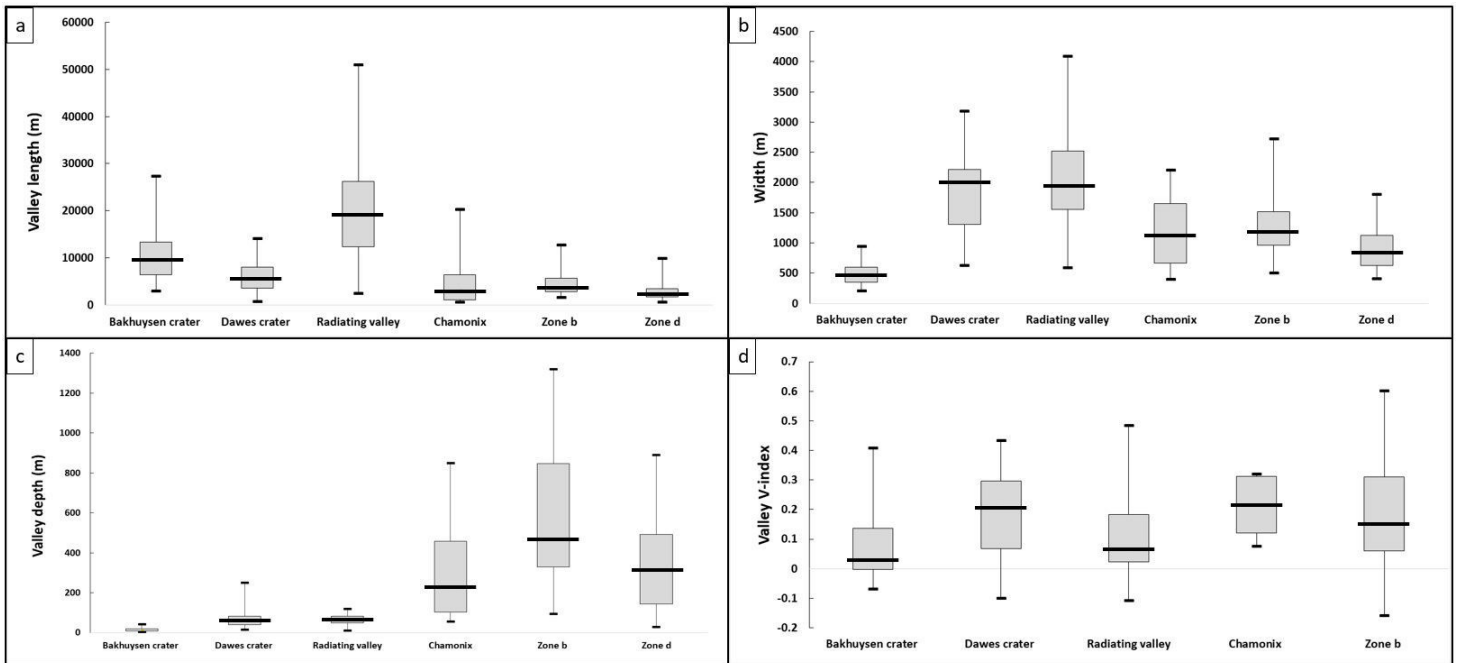 a
Valley length (m)
60000
50000
40000
30000
20000
10000
0
Bakhuysen crater Dawes crater Radiating valley Chamonix Zone b Zone d
b
Width (m)
4500
4000
3500
3000
2500
2000
1500
1000
500
0
Bakhuysen crater Dawes crater Radiating valley Chamonix Zone b Zone d
c
Valley depth (m)
1400
1200
1000
800
600
400
200
0
Bakhuysen crater Dawes crater Radiating valley Chamonix Zone b Zone d
d
Valley V-index
0.7
0.6
0.5
0.4
0.3
0.2
0.1
0
-0.1
-0.2
Bakhuysen crater Dawes crater Radiating valley Chamonix Zone b